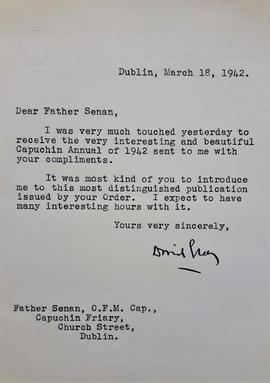 Dublin, March 18, 1942.
Dear Father Senan,
I was very much touched yesterday to
receive the very interesting and beautiful
Capuchin Annual of 1942 sent to me with
your compliments.
It was most kind of you to introduce
me to this most distinguished publication
issued by your Order. I expect to have
many interesting hours with it.
Yours very sincerely,
David Gray
Father Senan, O.F.M. Cap.,
Capuchin Friary,
Church Street,
Dublin.